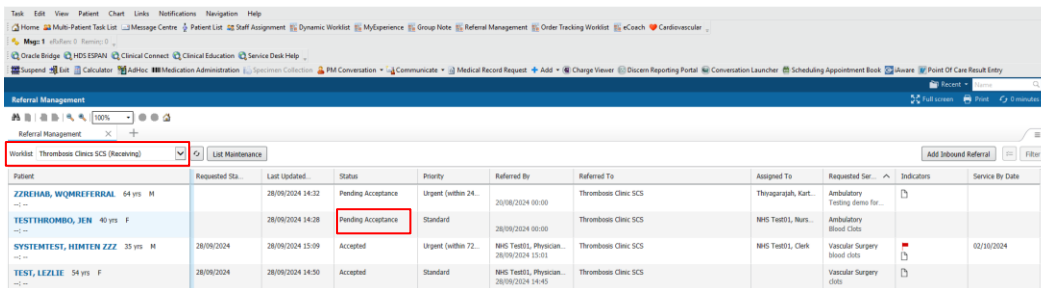 Task Edit View Patient Chart Links Notifications Navigation Help
Home Multi-Patient Task List Message Centre Patient List Staff Assignment Dynamic Worklist MyExperience Group Note Referral Management Order Tracking Worklist eCoach Cardiovascular
Msg: 1 eRefsm: 0 Remin: 0
Oracle Bridge HDS ESPAN Clinical Connect Clinical Education Service Desk Help
Suspend Exit Calculator AdHoc Medication Administration Specimen Collection PM Conversation Communicate Medical Record Request Add Charge Viewer Discern Reporting Portal Conversation Launcher Scheduling Appointment Book iAware Point Of Care Result Entry
Recent Name
Referral Management Full screen Print 0 minutes
100%
Referral Management × +
Worklist Thrombosis Clinics SCS (Receiving) List Maintenance Add Inbound Referral Filter
Patient Requested Sta... Last Updated... Status Priority Referred By Referred To Assigned To Requested Ser... Indicators Service By Date
ZZREHAB, WQMREFERRAL 64 yrs M 28/09/2024 14:32 Pending Acceptance Urgent (within 24... Thrombosis Clinic SCS Thiyagarajah, Kart... Ambulatory
--: -- 20/08/2024 00:00 Testing demo for...
TESTTHROMBO, JEN 40 yrs F 28/09/2024 14:28 Pending Acceptance Standard Thrombosis Clinic SCS NHS Test01, Nurs... Ambulatory
--: -- 28/09/2024 00:00 Blood Clots
SYSTEMTEST, HIMTEN ZZZ 35 yrs M 28/09/2024 28/09/2024 15:09 Accepted Urgent (within 72... NHS Test01, Physician... Thrombosis Clinic SCS NHS Test01, Clerk Vascular Surgery 02/10/2024
--: -- 28/09/2024 15:01 blood clots
TEST, LEZLIE 54 yrs F 28/09/2024 28/09/2024 14:50 Accepted Standard NHS Test01, Physician... Thrombosis Clinic SCS Vascular Surgery
--: -- 28/09/2024 14:45 clots